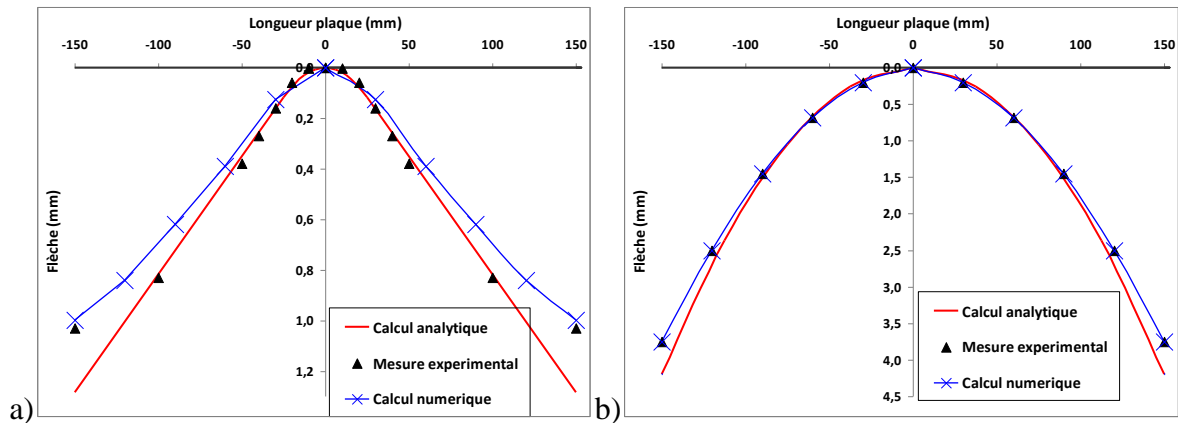 Longueur plaque (mm)
-150 -100 -50 0 50 100 150
0,0
0,2
0,4
0,6
0,8
1,0
1,2
Flèche (mm)
Calcul analytique
Mesure experimental
Calcul numerique
a)
Longueur plaque (mm)
-150 -100 -50 0 50 100 150
0,0
0,5
1,0
1,5
2,0
2,5
3,0
3,5
4,0
4,5
Flèche (mm)
Calcul analytique
Mesure experimental
Calcul numerique
b)